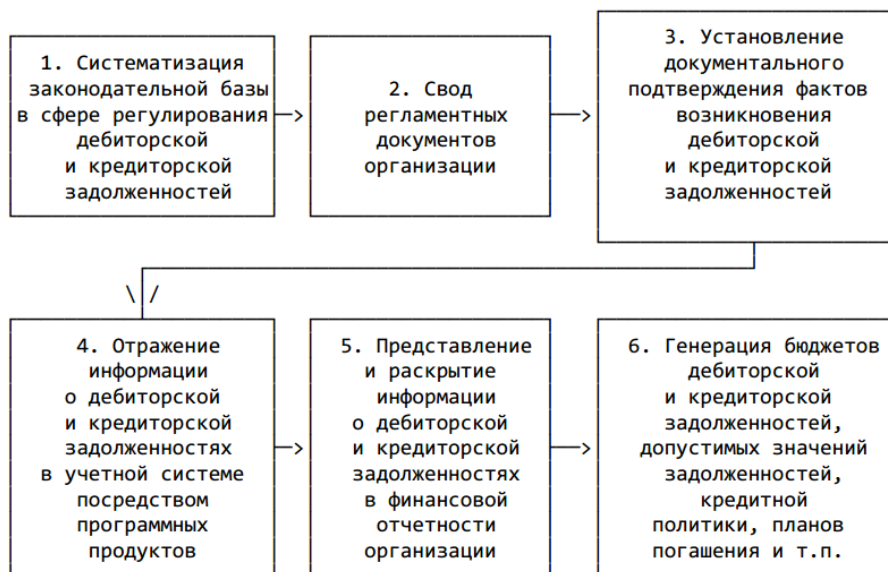 1. Систематизация
законодательной базы
в сфере регулирования
дебиторской
и кредиторской
задолженностей
2. Свод
регламентных
документов
организации
3. Установление
документального
подтверждения фактов
возникновения
дебиторской
и кредиторской
задолженностей
4. Отражение
информации
о дебиторской
и кредиторской
задолженностях
в учетной системе
посредством
программных
продуктов
5. Представление
и раскрытие
информации
о дебиторской
и кредиторской
задолженностях
в финансовой
отчетности
организации
6. Генерация бюджетов
дебиторской
и кредиторской
задолженностей,
допустимых значений
задолженностей,
кредитной
политики, планов
погашения и т.п.